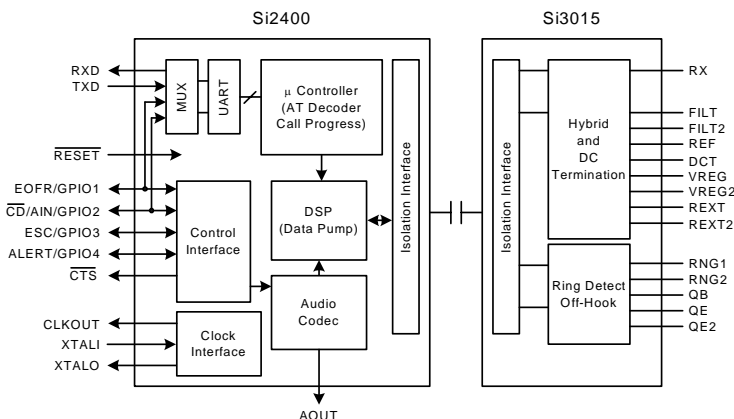 Si2400
Si3015
RXD
TXD
RESET
EOFR/GPIO1
CD/AIN/GPIO2
ESC/GPIO3
ALERT/GPIO4
CTS
CLKOUT
XTALI
XTALO
MUX
UART
μ Controller
(AT Decoder
Call Progress)
Control
Interface
DSP
(Data Pump)
Clock
Interface
Audio
Codec
AOUT
Isolation Interface
Isolation Interface
Hybrid
and
DC
Termination
Ring Detect
Off-Hook
RX
FILT
FILT2
REF
DCT
VREG
VREG2
REXT
REXT2
RNG1
RNG2
QB
QE
QE2